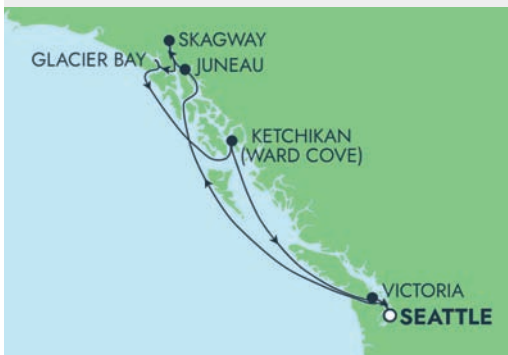 SKAGWAY
GLACIER BAY
JUNEAU
KETCHIKAN
(WARD COVE)
VICTORIA
SEATTLE